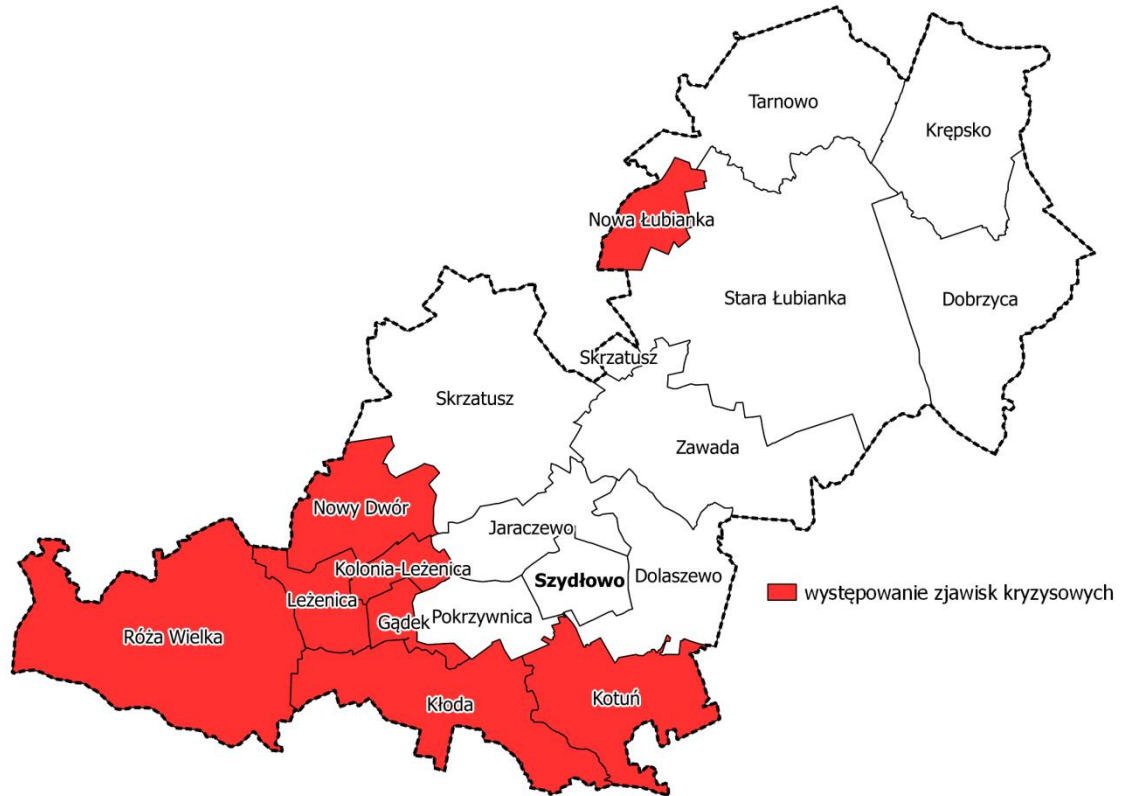 Tarnowo
Krępsko
Nowa Łubianka
Stara Łubianka
Dobrzyca
Skrzatusz
Skrzatusz
Zawada
Nowy Dwór
Jaraczewo
Kolonia-Leżenica
Szydłowo
Dolaszewo
Leżenica
występowanie zjawisk kryzysowych
Gądek
Pokrzywnica
Róża Wielka
Kłoda
Kotuń